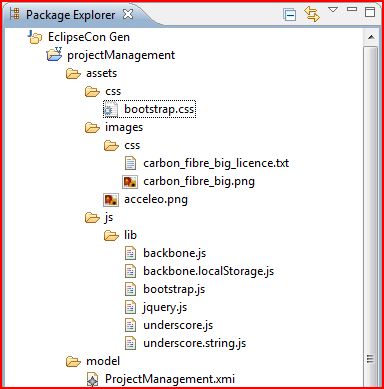 Package Explorer
EclipseCon Gen
projectManagement
assets
css
bootstrap.css
images
css
carbon_fibre_big_licence.txt
carbon_fibre_big.png
acceleo.png
js
lib
backbone.js
backbone.localStorage.js
bootstrap.js
jquery.js
underscore.js
underscore.string.js
model
ProjectManagement.xmi